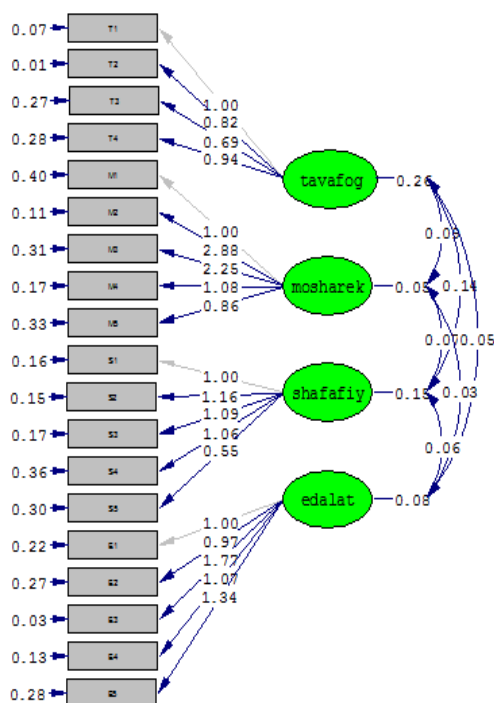 0.07 T1
0.01 T2
0.27 T3
0.28 T4
0.40 M1
0.11 M2
0.31 M3
0.17 M4
0.33 M5
0.16 S1
0.15 S2
0.17 S3
0.36 S4
0.30 S5
0.22 E1
0.27 E2
0.03 E3
0.13 E4
0.28 E5
1.00
0.82
0.69
0.94
1.00
2.88
2.25
1.08
0.86
1.00
1.16
1.09
1.06
0.55
1.00
0.97
1.77
1.07
1.34
tavafog 0.26
mosharek 0.05
shafafiy 0.15
edalat 0.08
0.14
0.07 0.05
0.03
0.06